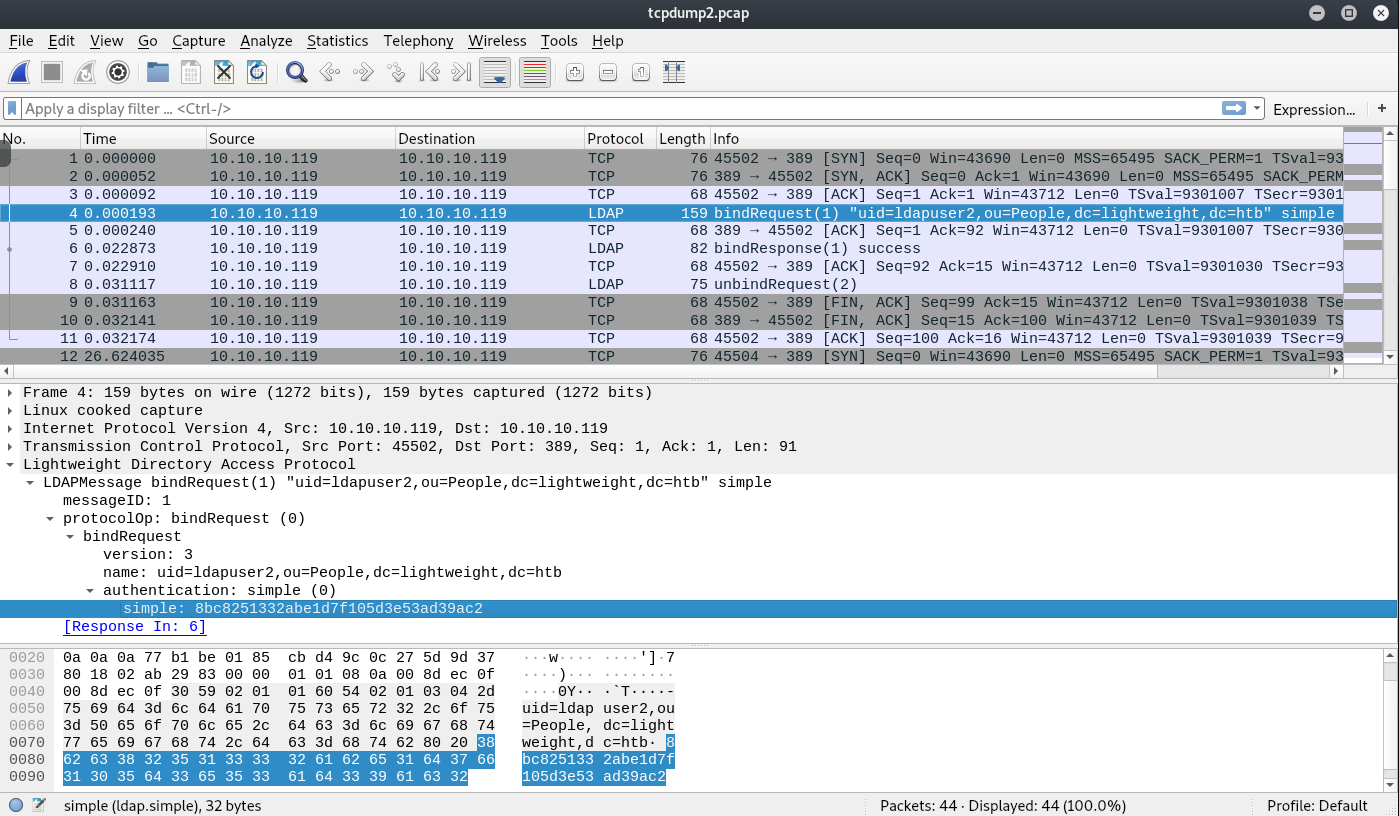 tcpdump2.pcap
File Edit View Go Capture Analyze Statistics Telephony Wireless Tools Help
Apply a display filter ... <Ctrl-/> Expression... +
No. Time Source Destination Protocol Length Info
1 0.000000 10.10.10.119 10.10.10.119 TCP 76 45502 → 389 [SYN] Seq=0 Win=43690 Len=0 MSS=65495 SACK_PERM=1 TSval=93
2 0.000052 10.10.10.119 10.10.10.119 TCP 76 389 → 45502 [SYN, ACK] Seq=0 Ack=1 Win=43690 Len=0 MSS=65495 SACK_PERM
3 0.000092 10.10.10.119 10.10.10.119 TCP 68 45502 → 389 [ACK] Seq=1 Ack=1 Win=43712 Len=0 TSval=9301007 TSecr=9301
4 0.000193 10.10.10.119 10.10.10.119 LDAP 159 bindRequest(1) "uid=ldapuser2,ou=People,dc=lightweight,dc=htb" simple
5 0.000240 10.10.10.119 10.10.10.119 TCP 68 389 → 45502 [ACK] Seq=1 Ack=92 Win=43712 Len=0 TSval=9301007 TSecr=930
6 0.022873 10.10.10.119 10.10.10.119 LDAP 82 bindResponse(1) success
7 0.022910 10.10.10.119 10.10.10.119 TCP 68 45502 → 389 [ACK] Seq=92 Ack=15 Win=43712 Len=0 TSval=9301030 TSecr=93
8 0.031117 10.10.10.119 10.10.10.119 LDAP 75 unbindRequest(2)
9 0.031163 10.10.10.119 10.10.10.119 TCP 68 45502 → 389 [FIN, ACK] Seq=99 Ack=15 Win=43712 Len=0 TSval=9301038 TSe
10 0.032141 10.10.10.119 10.10.10.119 TCP 68 389 → 45502 [FIN, ACK] Seq=15 Ack=100 Win=43712 Len=0 TSval=9301039 TS
11 0.032174 10.10.10.119 10.10.10.119 TCP 68 45502 → 389 [ACK] Seq=100 Ack=16 Win=43712 Len=0 TSval=9301039 TSecr=9
12 26.624035 10.10.10.119 10.10.10.119 TCP 76 45504 → 389 [SYN] Seq=0 Win=43690 Len=0 MSS=65495 SACK_PERM=1 TSval=93
Frame 4: 159 bytes on wire (1272 bits), 159 bytes captured (1272 bits)
Linux cooked capture
Internet Protocol Version 4, Src: 10.10.10.119, Dst: 10.10.10.119
Transmission Control Protocol, Src Port: 45502, Dst Port: 389, Seq: 1, Ack: 1, Len: 91
Lightweight Directory Access Protocol
LDAPMessage bindRequest(1) "uid=ldapuser2,ou=People,dc=lightweight,dc=htb" simple
messageID: 1
protocolOp: bindRequest (0)
bindRequest
version: 3
name: uid=ldapuser2,ou=People,dc=lightweight,dc=htb
authentication: simple (0)
simple: 8bc8251332abe1d7f105d3e53ad39ac2
[Response In: 6]
0020 0a 0a 0a 77 b1 be 01 85 cb d4 9c 0c 27 5d 9d 37 ···w···· ····']·7
0030 80 18 02 ab 29 83 00 00 01 01 08 0a 00 8d ec 0f ····)··· ········
0040 00 8d ec 0f 30 59 02 01 01 60 54 02 01 03 04 2d ····0Y·· ·`T····-
0050 75 69 64 3d 6c 64 61 70 75 73 65 72 32 2c 6f 75 uid=ldap user2,ou
0060 3d 50 65 6f 70 6c 65 2c 64 63 3d 6c 69 67 68 74 =People, dc=light
0070 77 65 69 67 68 74 2c 64 63 3d 68 74 62 80 20 38 weight,d c=htb· 8
0080 62 63 38 32 35 31 33 33 32 61 62 65 31 64 37 66 bc825133 2abe1d7f
0090 31 30 35 64 33 65 35 33 61 64 33 39 61 63 32 105d3e53 ad39ac2
simple (ldap.simple), 32 bytes Packets: 44 · Displayed: 44 (100.0%) Profile: Default